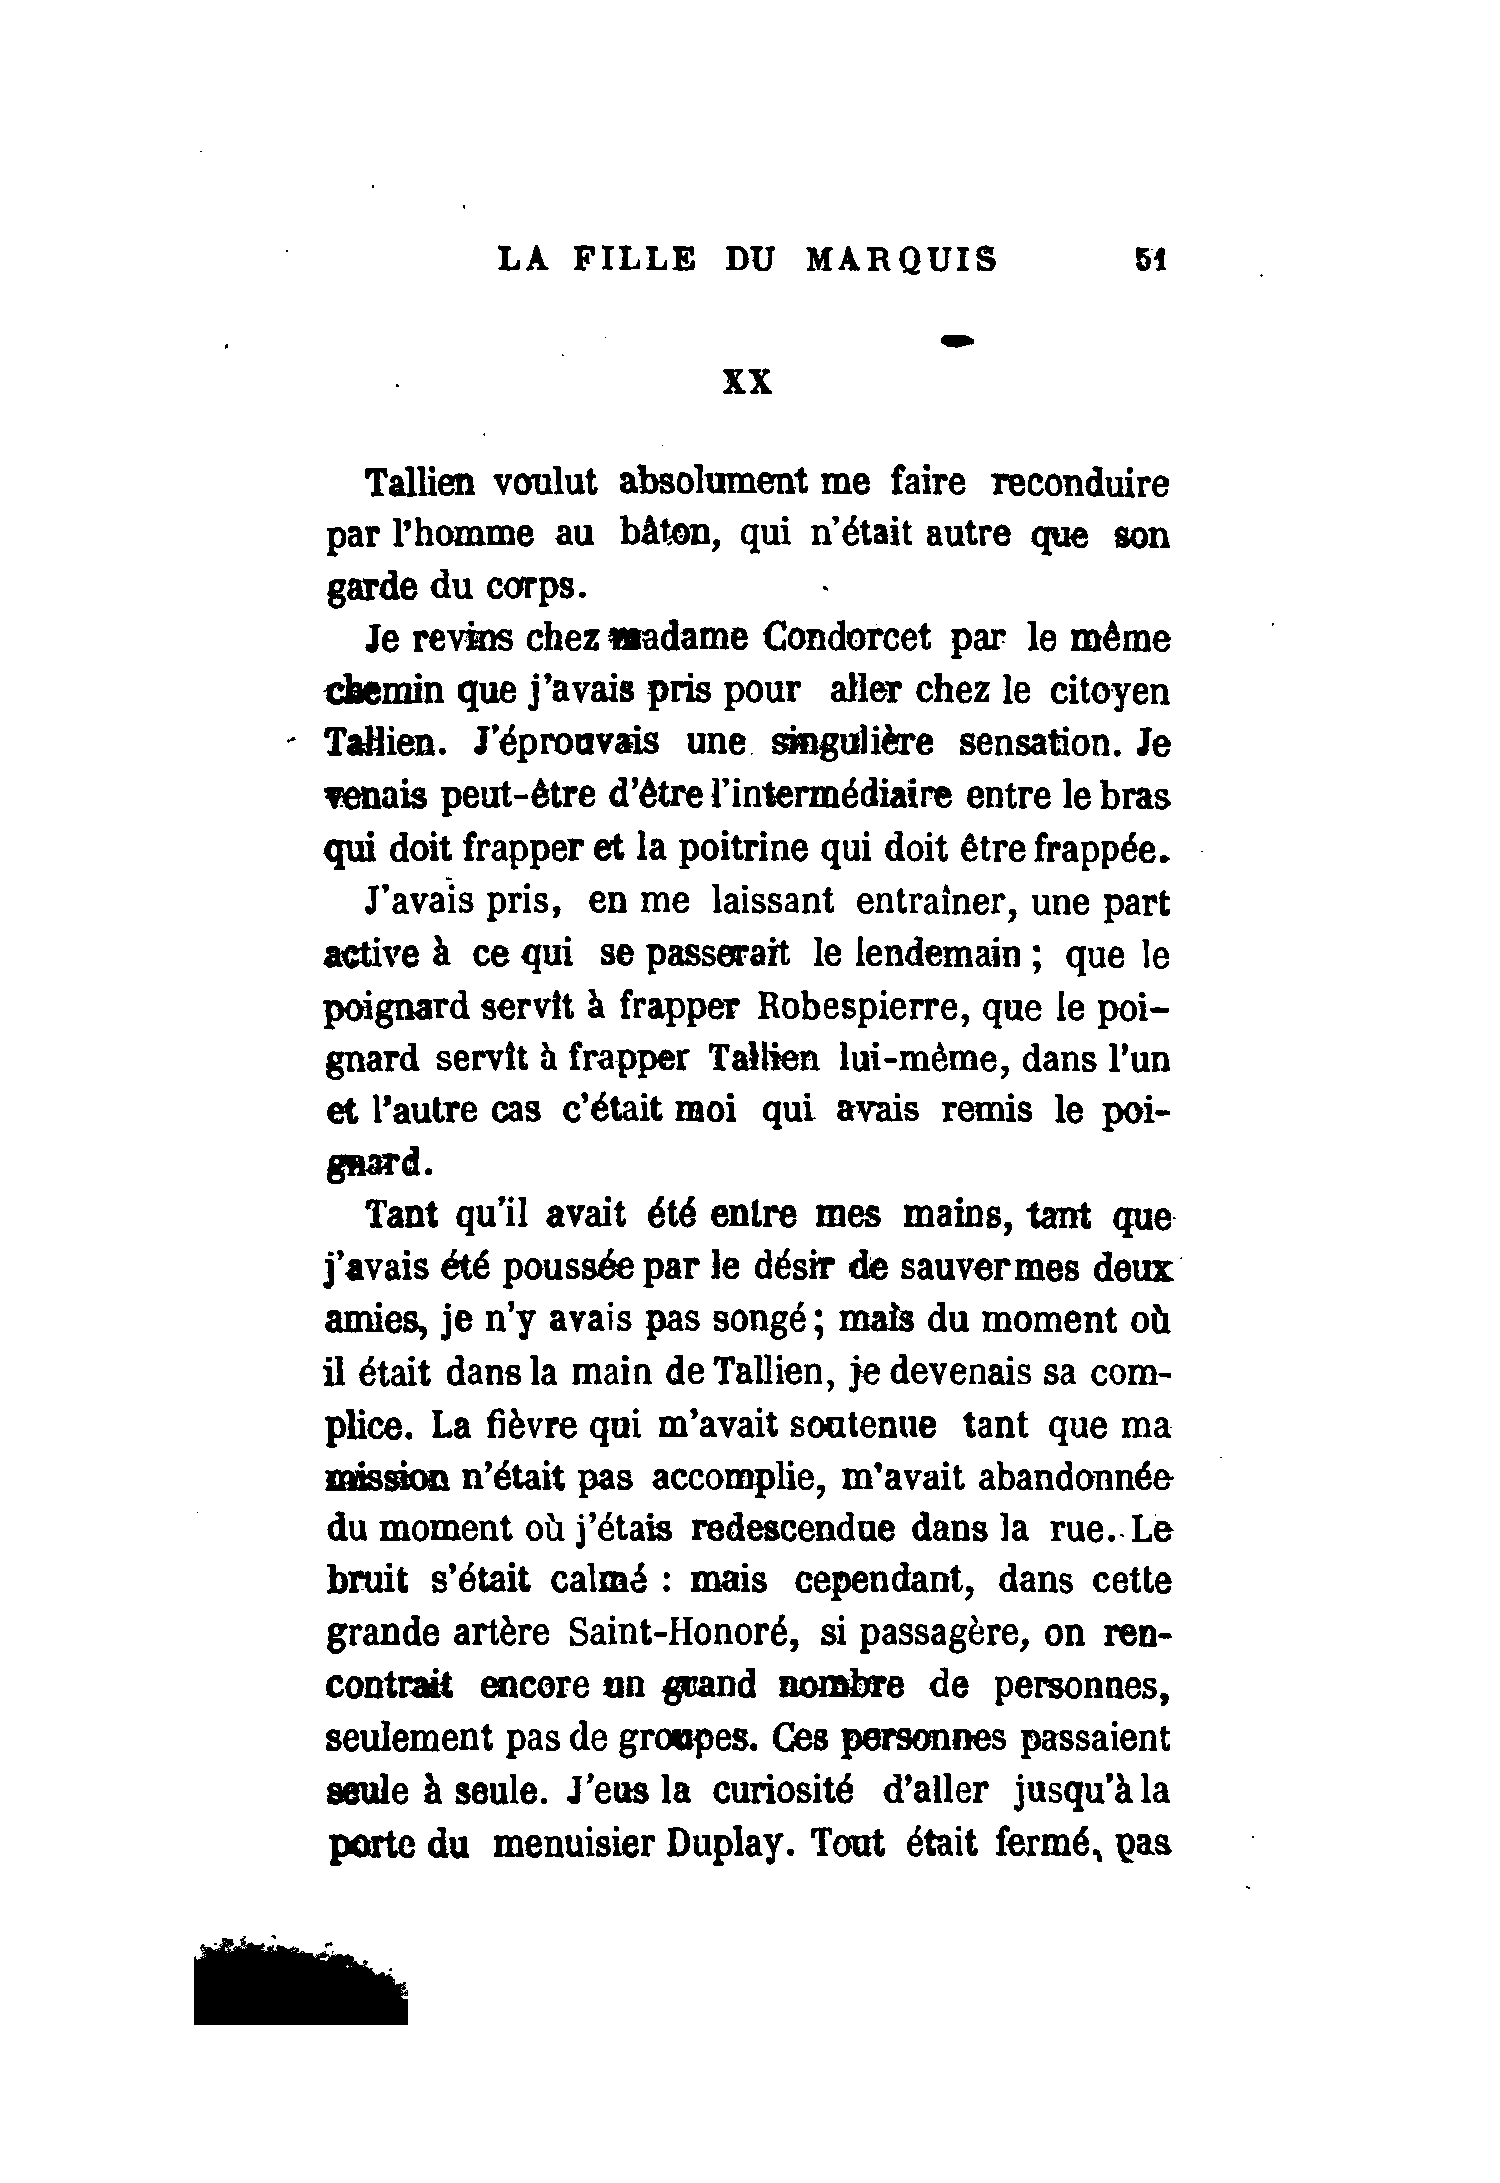 LA FILLE DU MARQUIS 51
XX
Tallien voulut absolument me faire reconduire
par l'homme au bâton, qui n'était autre que son
garde du corps.
Je revins chez madame Condorcet par le même
chemin que j'avais pris pour aller chez le citoyen
Tallien. J'éprouvais une singulière sensation. Je
venais peut-être d'être l'intermédiaire entre le bras
qui doit frapper et la poitrine qui doit être frappée.
J'avais pris, en me laissant entraîner, une part
active à ce qui se passerait le lendemain ; que le
poignard servît à frapper Robespierre, que le poi-
gnard servît à frapper Tallien lui-même, dans l'un
et l'autre cas c'était moi qui avais remis le poi-
gnard.
Tant qu'il avait été entre mes mains, tant que
j'avais été poussée par le désir de sauver mes deux
amies, je n'y avais pas songé ; mais du moment où
il était dans la main de Tallien, je devenais sa com-
plice. La fièvre qui m'avait soutenue tant que ma
mission n'était pas accomplie, m'avait abandonnée
du moment où j'étais redescendue dans la rue. Le
bruit s'était calmé : mais cependant, dans cette
grande artère Saint-Honoré, si passagère, on ren-
contrait encore un grand nombre de personnes,
seulement pas de groupes. Ces personnes passaient
seule à seule. J'eus la curiosité d'aller jusqu'à la
porte du menuisier Duplay. Tout était fermé, pas